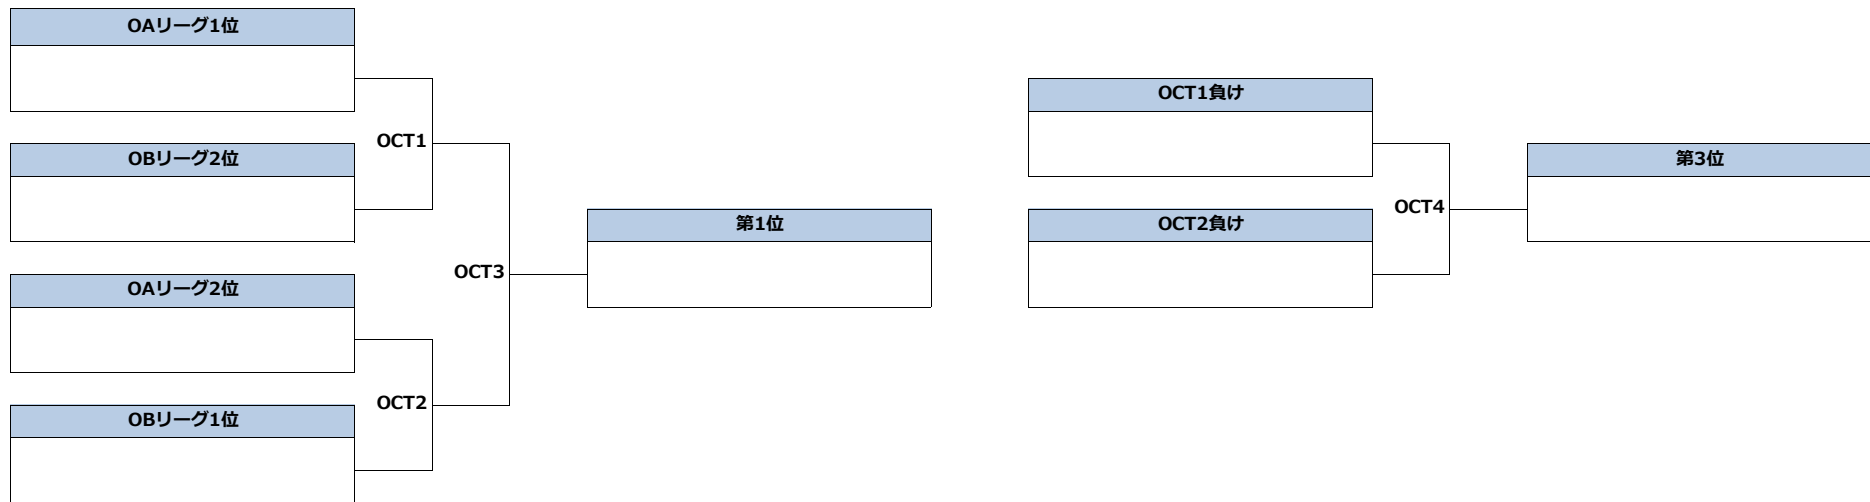 OAリーグ1位
OCT1
OBリーグ2位
OCT3
第1位
OAリーグ2位
OCT2
OBリーグ1位
OCT1負け
OCT4
第3位
OCT2負け